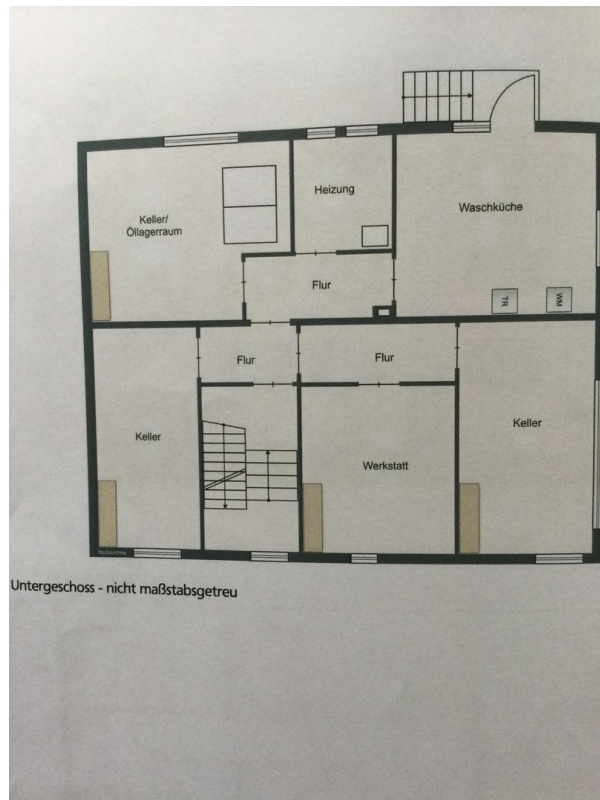 Keller/
Öllagerraum
Heizung
Waschküche
Flur
TR
WM
Flur
Flur
Keller
Werkstatt
Keller
Untergeschoss - nicht maßstabsgetreu